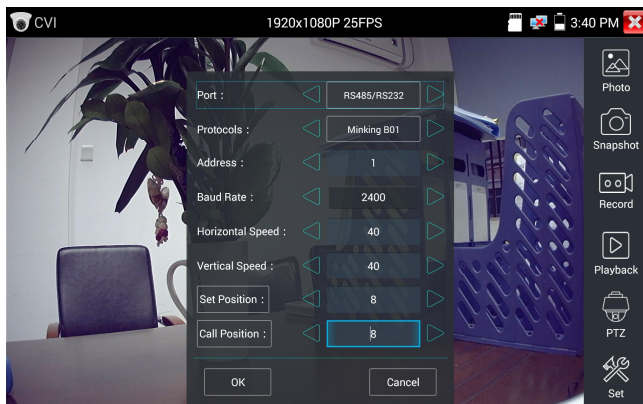 CVI 1920x1080P 25FPS 3:40 PM
Port : RS485/RS232
Protocols : Minking B01
Address : 1
Baud Rate : 2400
Horizontal Speed : 40
Vertical Speed : 40
Set Position : 8
Call Position : 8
OK Cancel
Photo
Snapshot
Record
Playback
PTZ
Set